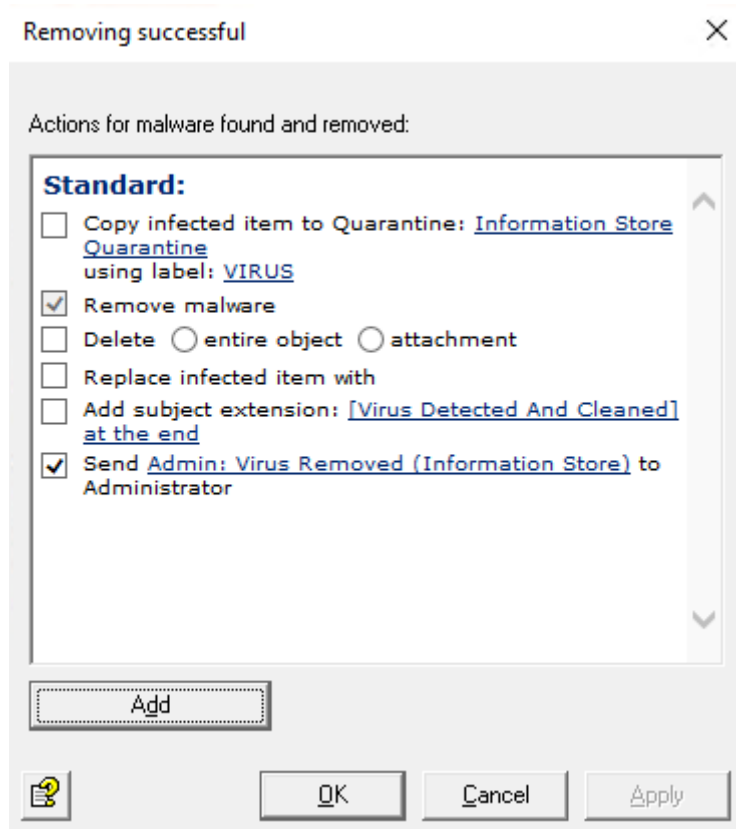 Removing successful
Actions for malware found and removed:
Standard:
Copy infected item to Quarantine: Information Store
Quarantine
using label: VIRUS
Remove malware
Delete entire object attachment
Replace infected item with
Add subject extension: [Virus Detected And Cleaned]
at the end
Send Admin: Virus Removed (Information Store) to
Administrator
Add
OK Cancel Apply